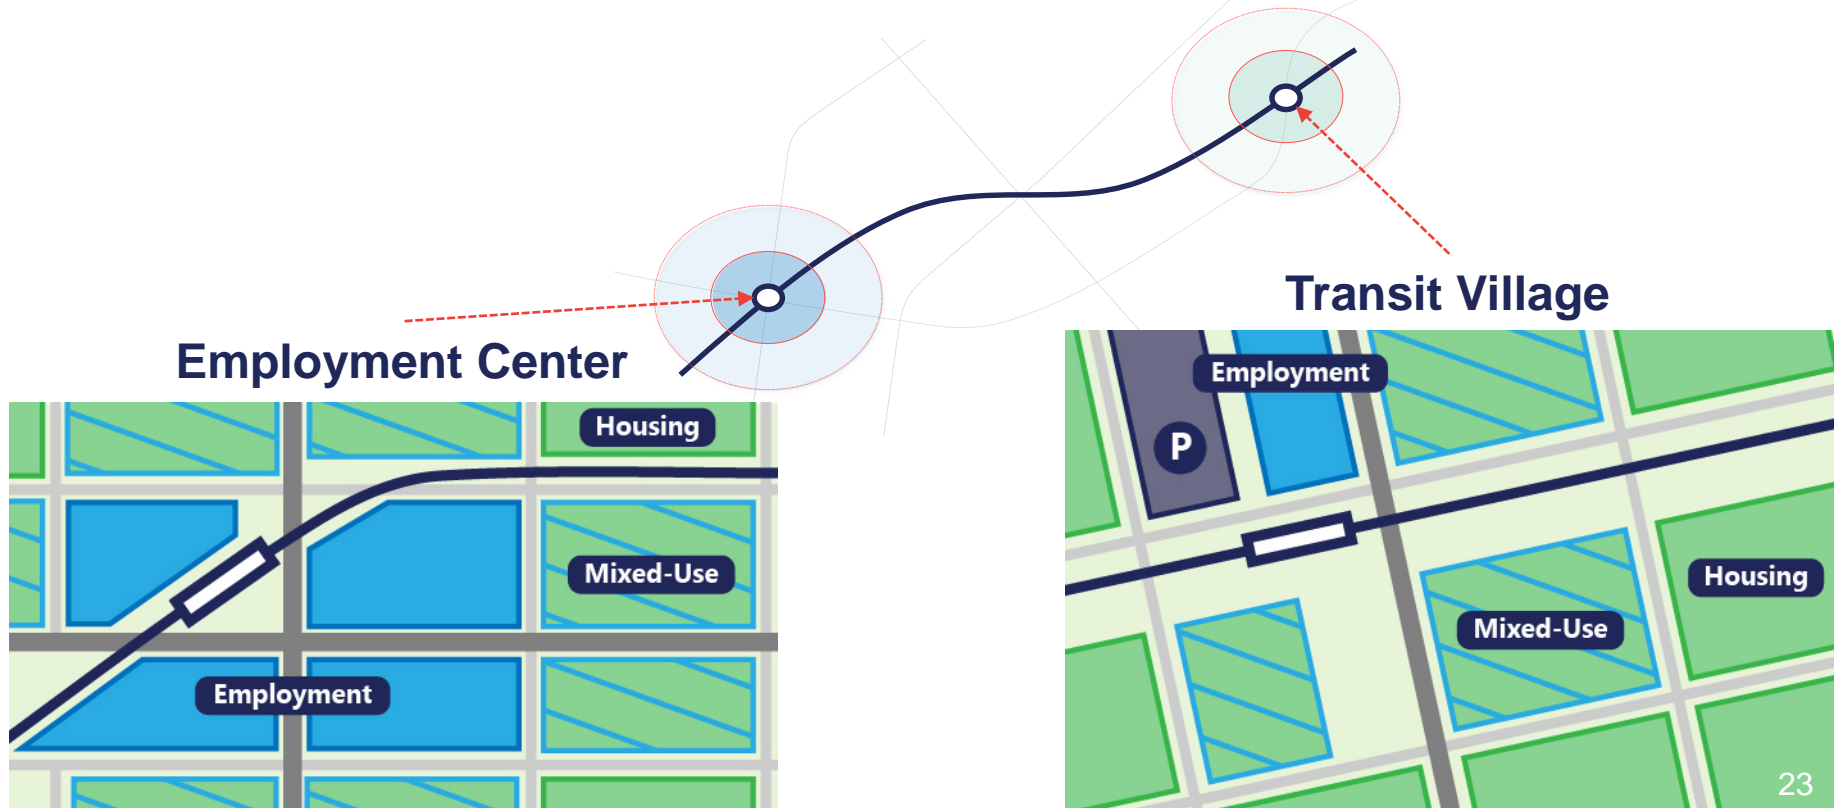 Transit Village
Employment Center
Housing
Mixed-Use
Employment
Employment
P
Housing
Mixed-Use
23